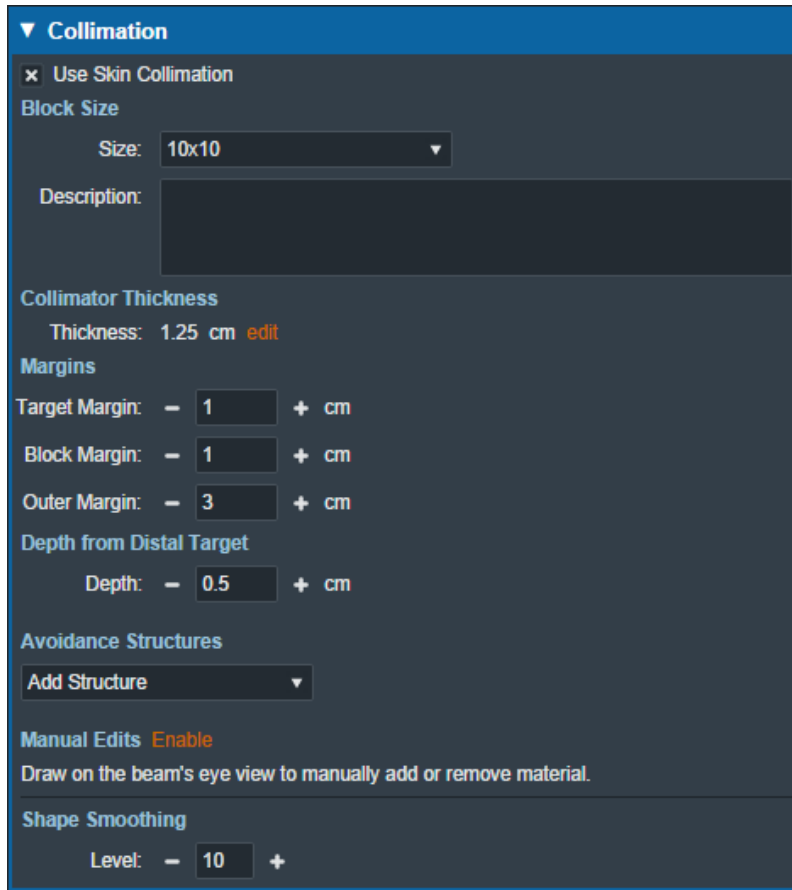 ▼ Collimation
x Use Skin Collimation
Block Size
Size: 10x10 ▼
Description:
Collimator Thickness
Thickness: 1.25 cm edit
Margins
Target Margin: − 1 + cm
Block Margin: − 1 + cm
Outer Margin: − 3 + cm
Depth from Distal Target
Depth: − 0.5 + cm
Avoidance Structures
Add Structure ▼
Manual Edits Enable
Draw on the beam's eye view to manually add or remove material.
Shape Smoothing
Level: − 10 +